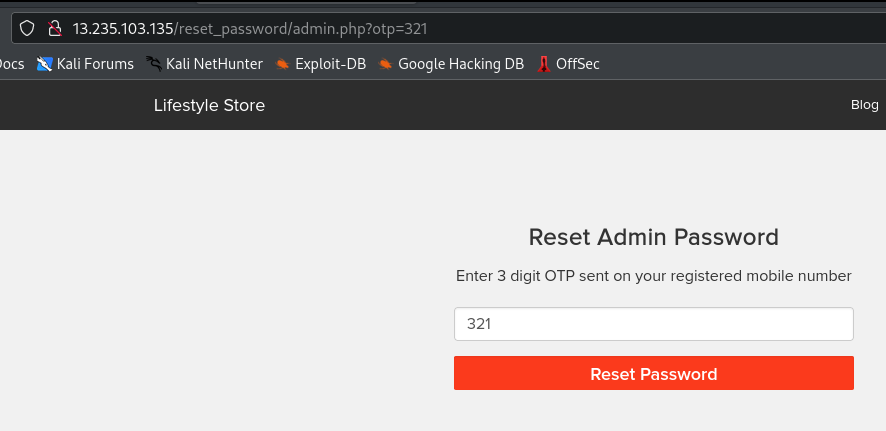 13.235.103.135/reset_password/admin.php?otp=321
Kali Forums Kali NetHunter Exploit-DB Google Hacking DB OffSec
Lifestyle Store Blog
Reset Admin Password
Enter 3 digit OTP sent on your registered mobile number
321
Reset Password